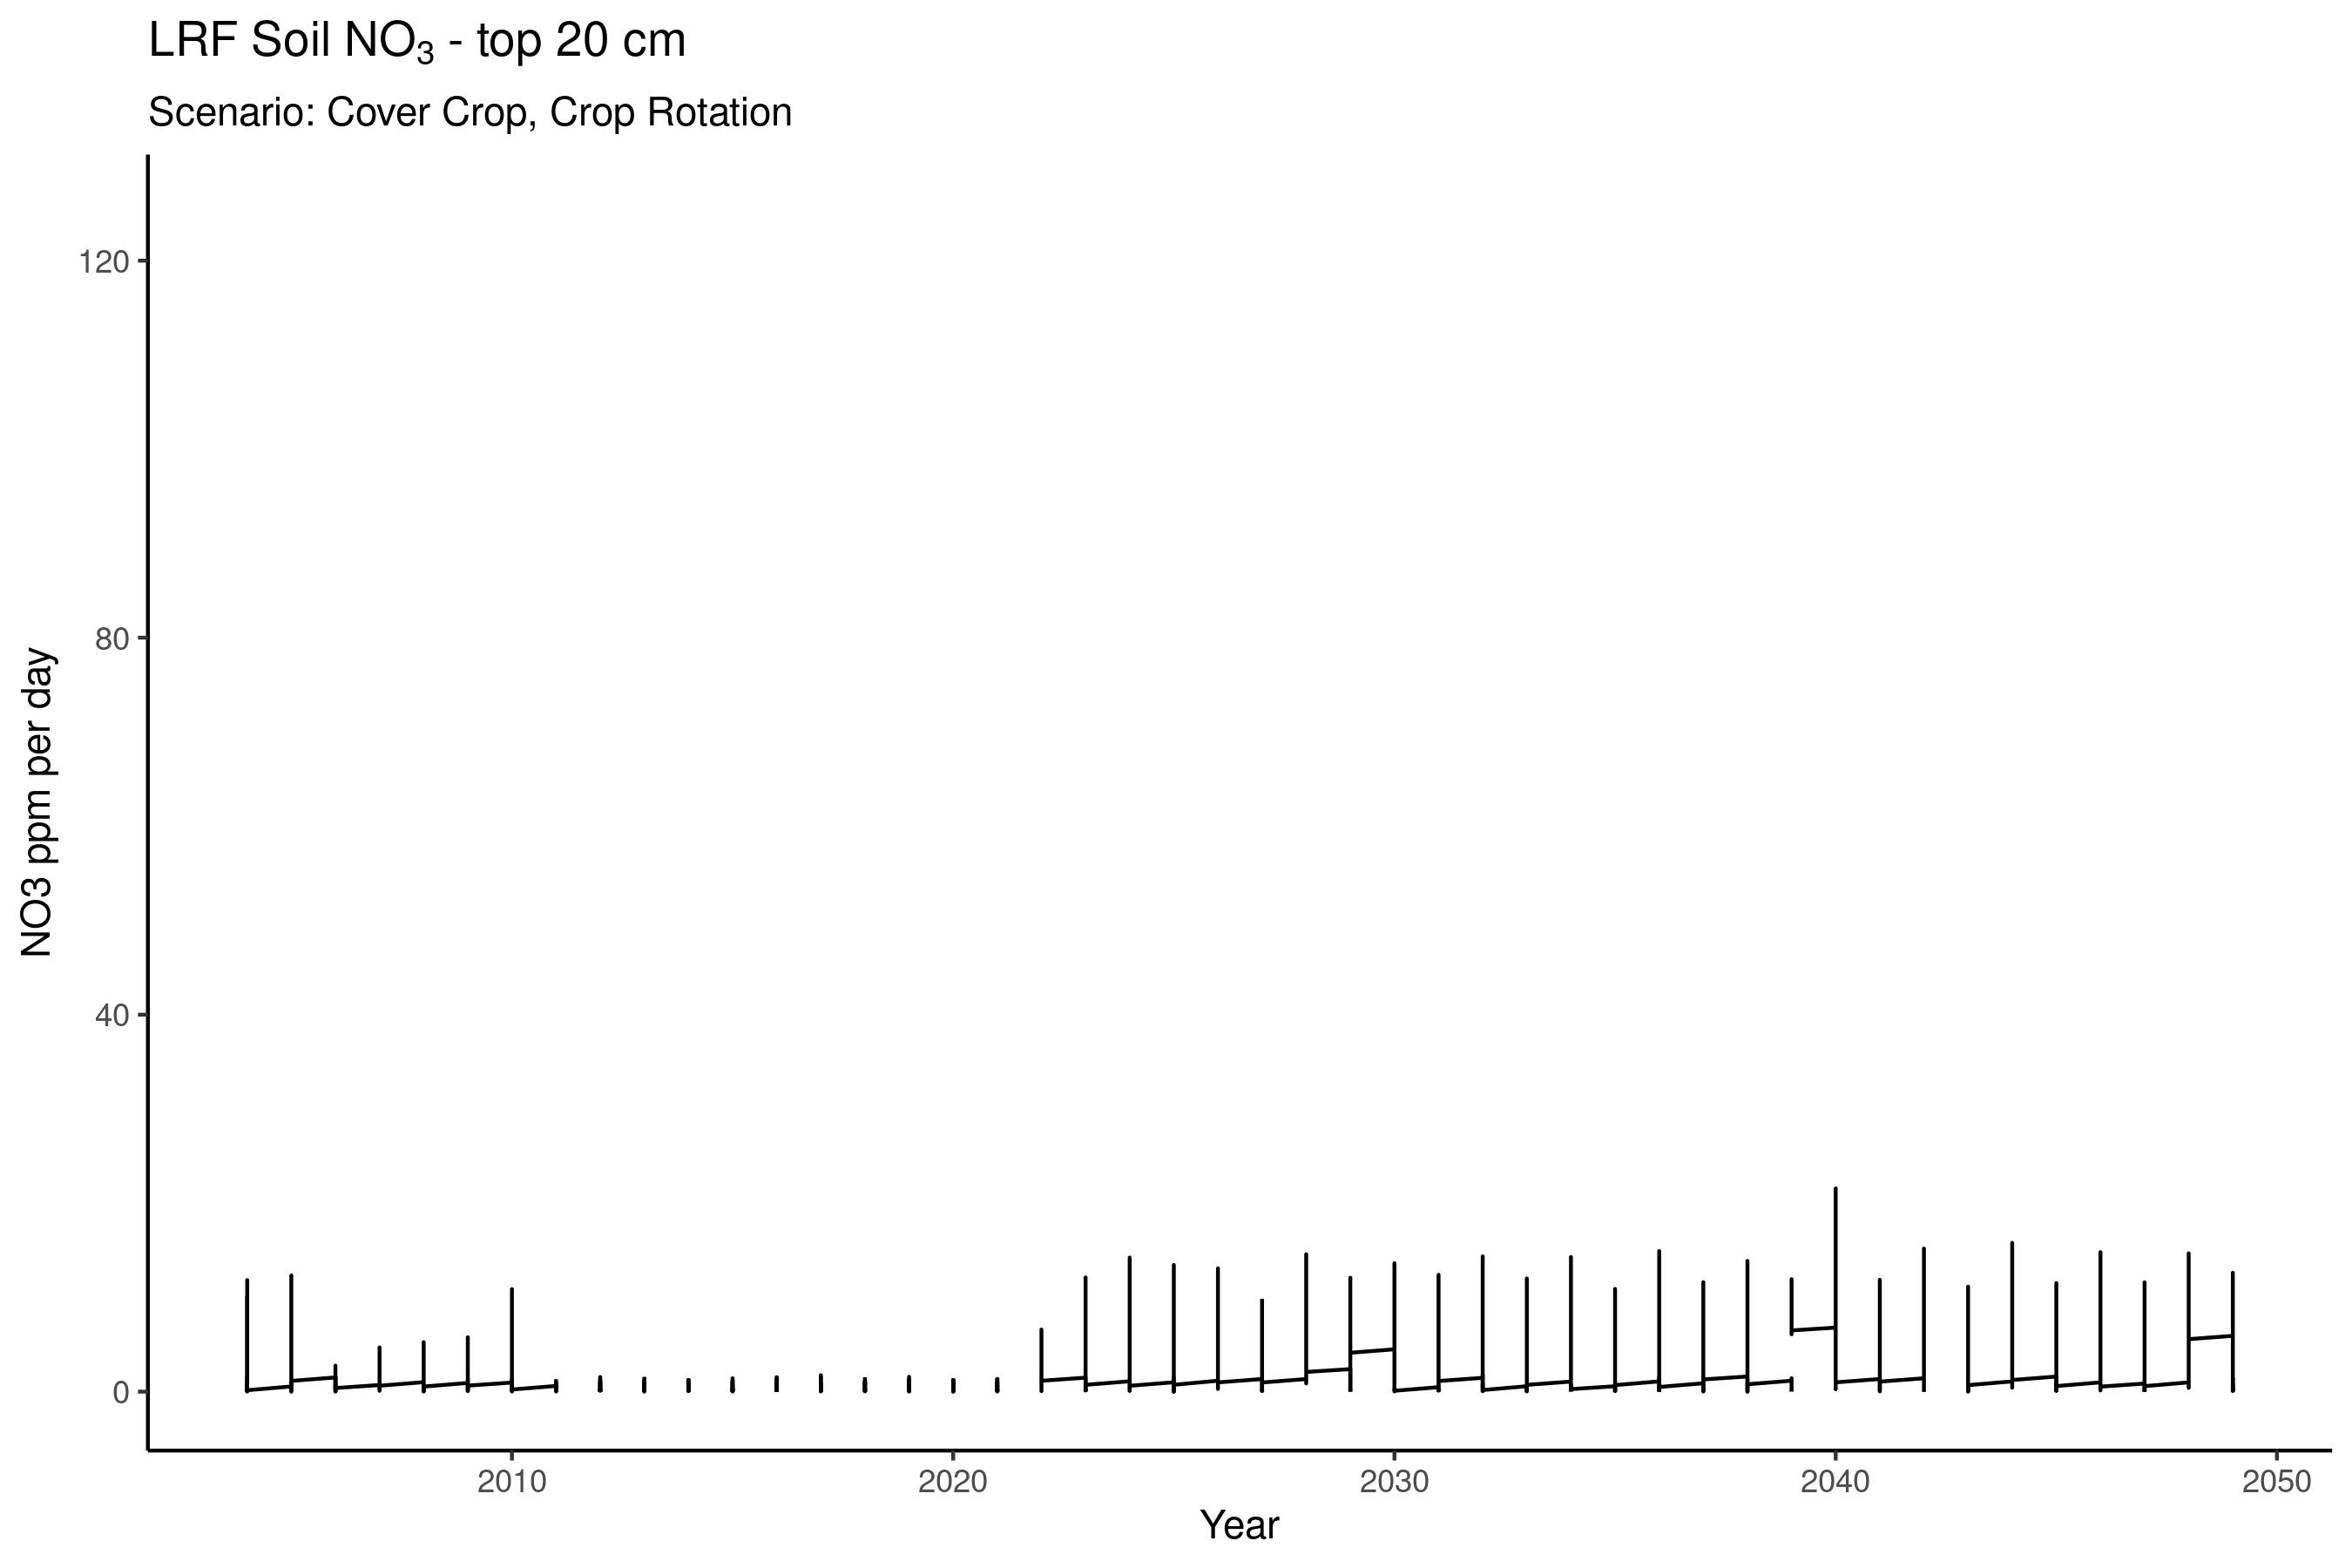 LRF Soil NO₃ - top 20 cm
Scenario: Cover Crop, Crop Rotation
NO3 ppm per day
120
80
40
0
2010 2020 2030 2040 2050
Year